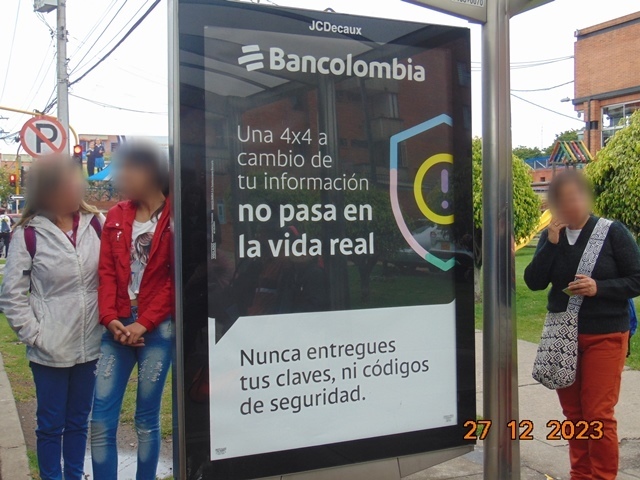 JCDecaux
Bancolombia
Una 4x4 a
cambio de
tu información
no pasa en
la vida real
Nunca entregues
tus claves, ni códigos
de seguridad.
27 12 2023